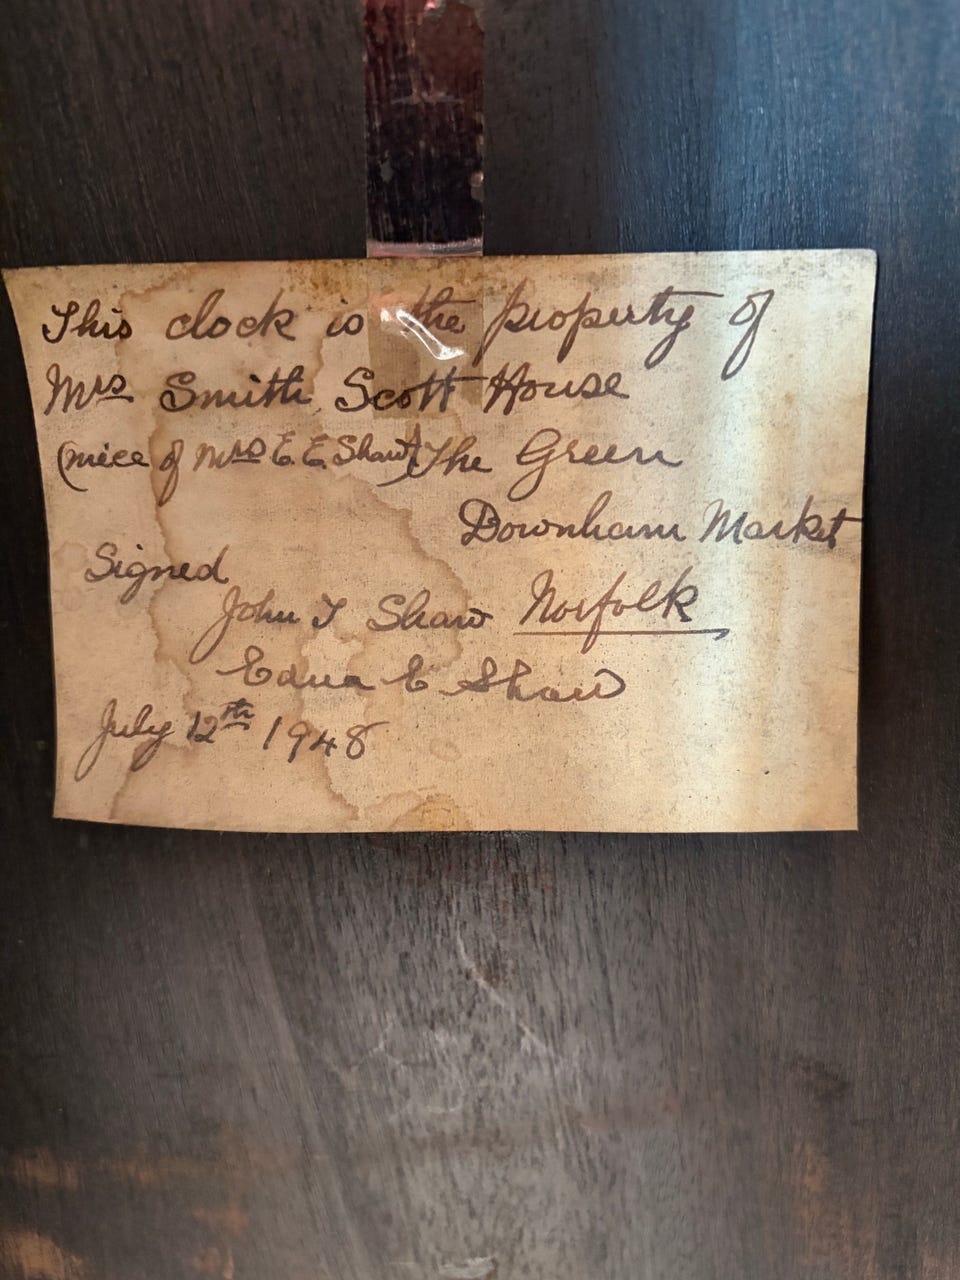 This clock is the property of
Mrs Smith, Scott House
(niece of Mrs E. E. Shaw) The Green
Downham Market
Signed
John T Shaw Norfolk
Edna E Shaw
July 12th 1948